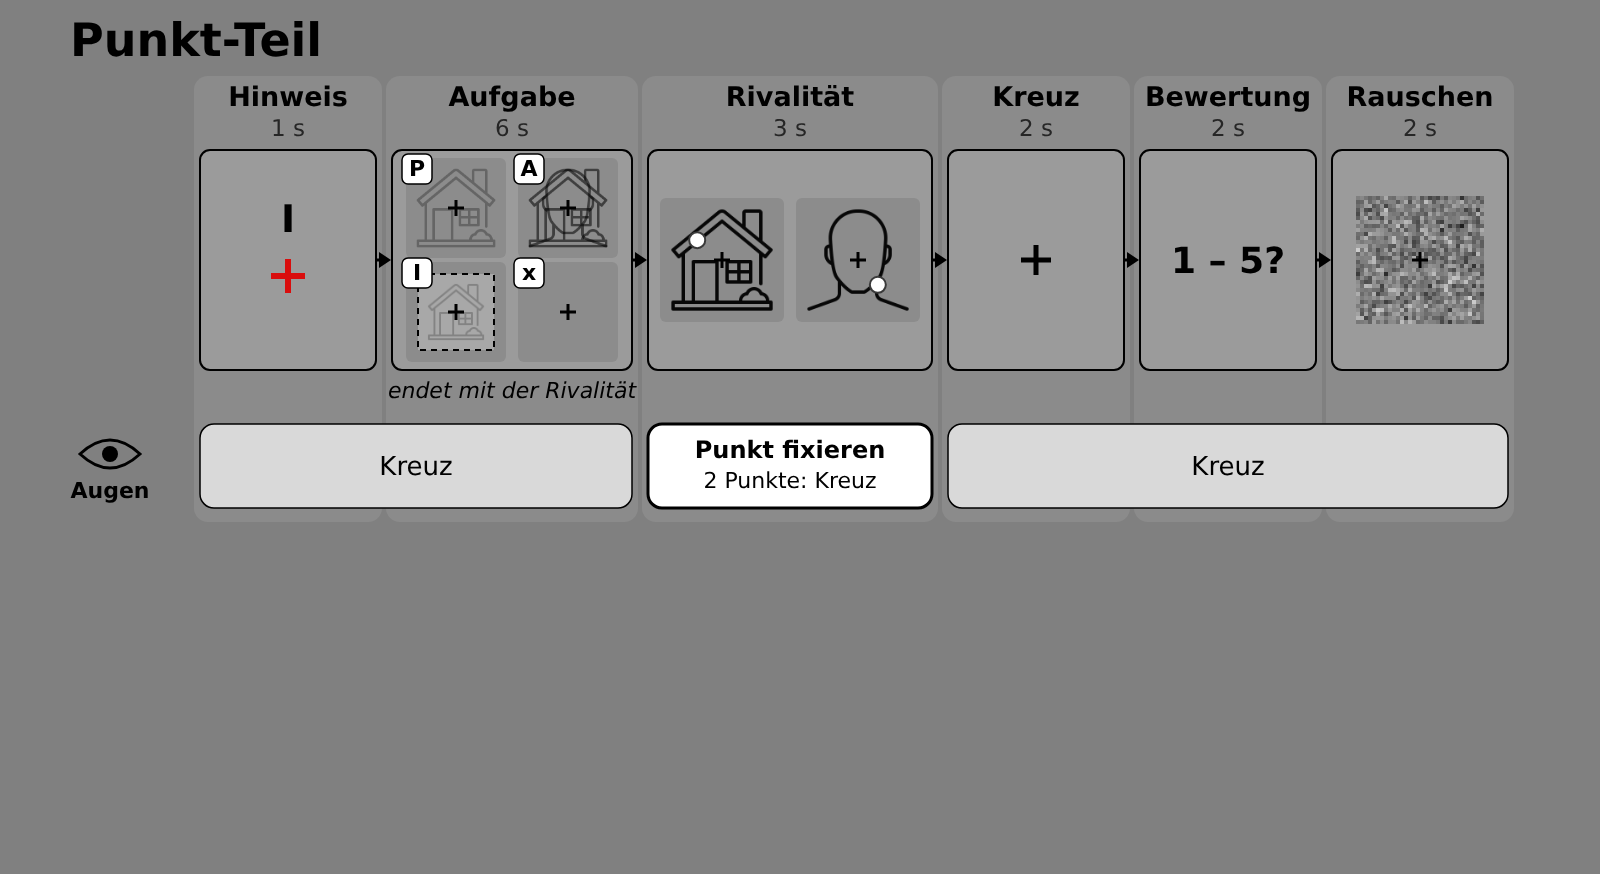 Punkt-Teil
Hinweis
1 s
Aufgabe
6 s
Rivalität
3 s
Kreuz
2 s
Bewertung
2 s
Rauschen
2 s
I
P
A
I
x
1 – 5?
endet mit der Rivalität
Augen
Kreuz
Punkt fixieren
2 Punkte: Kreuz
Kreuz